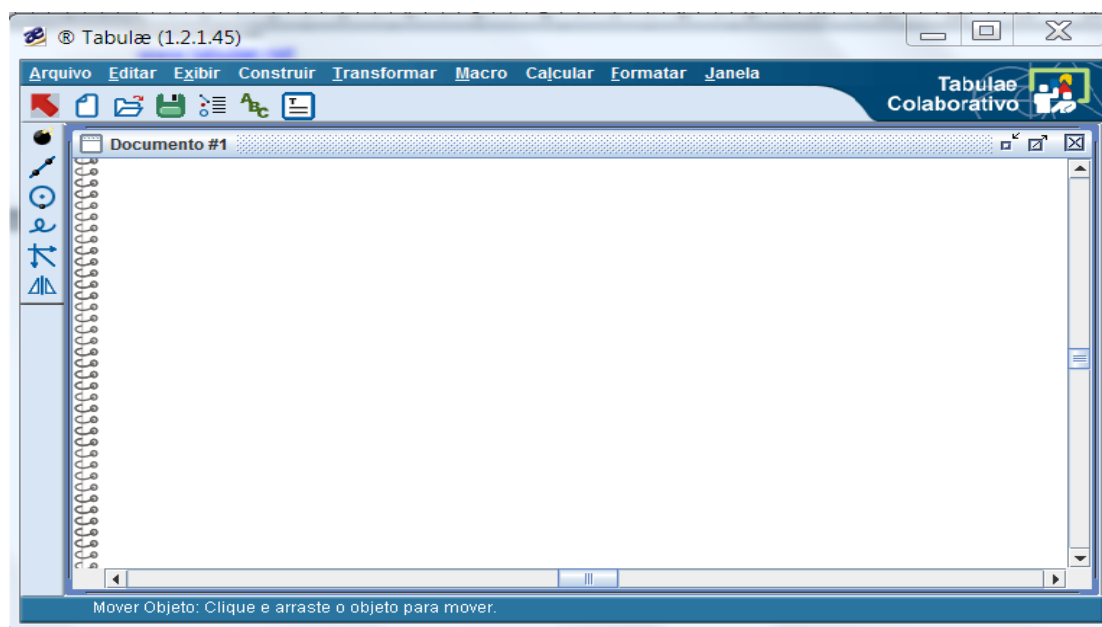 ® Tabulæ (1.2.1.45)
Arquivo Editar Exibir Construir Transformar Macro Calcular Formatar Janela
Tabulae
Colaborativo
ABC
T
Documento #1
Mover Objeto: Clique e arraste o objeto para mover.